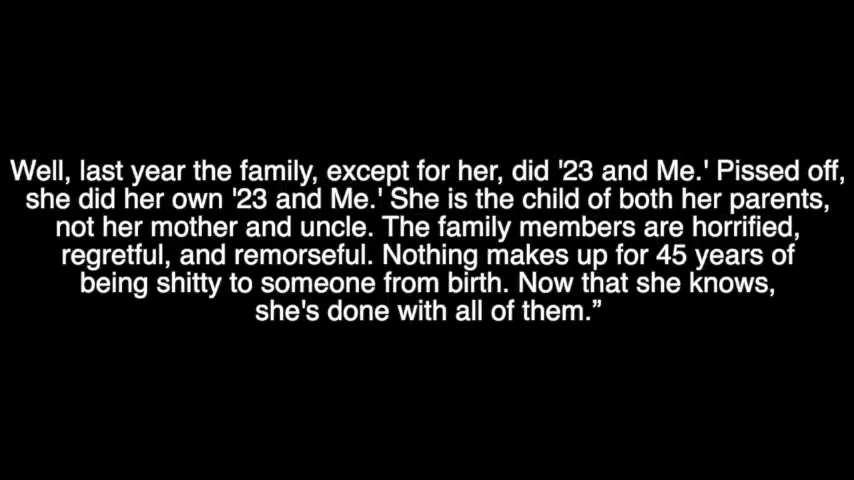 Well, last year the family, except for her, did '23 and Me.' Pissed off,
she did her own '23 and Me.' She is the child of both her parents,
not her mother and uncle. The family members are horrified,
regretful, and remorseful. Nothing makes up for 45 years of
being shitty to someone from birth. Now that she knows,
she's done with all of them.”